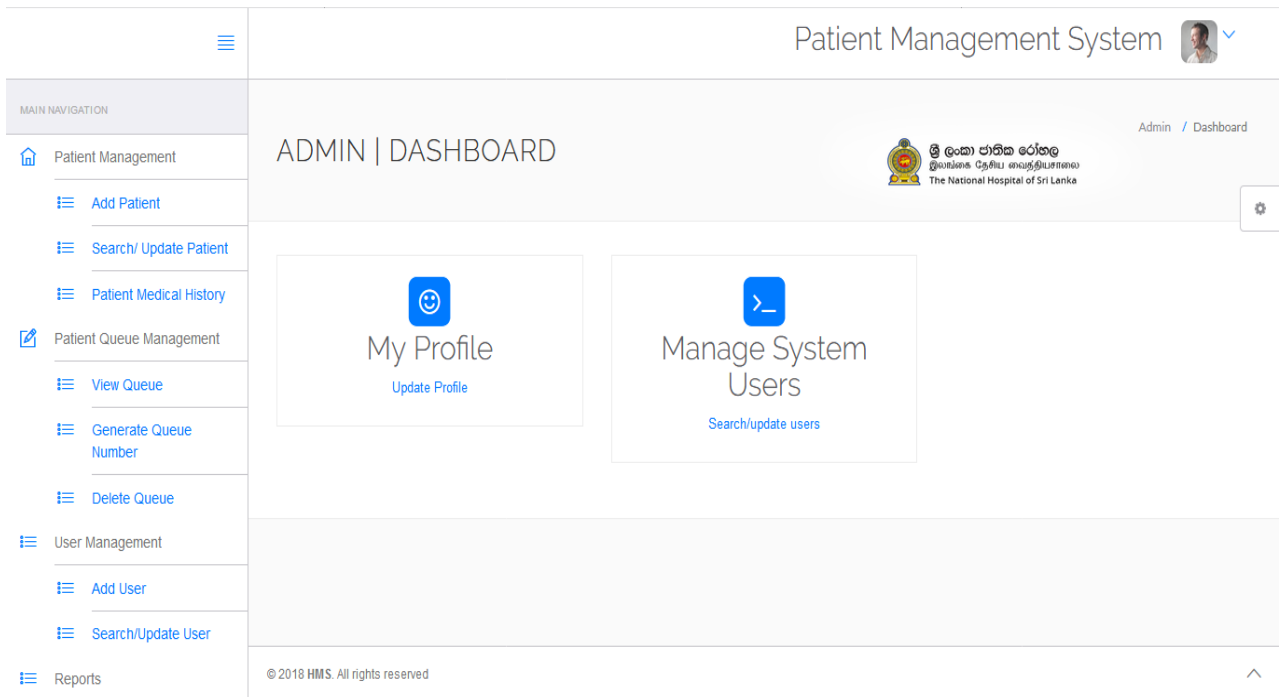 Patient Management System
MAIN NAVIGATION
Patient Management
Add Patient
Search/ Update Patient
Patient Medical History
Patient Queue Management
View Queue
Generate Queue
Number
Delete Queue
User Management
Add User
Search/Update User
Reports
ADMIN | DASHBOARD
ශ්‍රී ලංකා ජාතික රෝහල
இலங்கை தேசிய வைத்தியசாலை
The National Hospital of Sri Lanka
Admin / Dashboard
My Profile
Update Profile
Manage System
Users
Search/update users
© 2018 HMS. All rights reserved